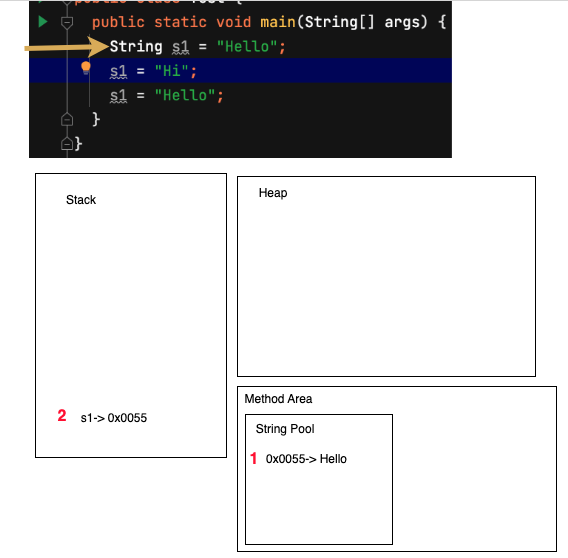 public static void main(String[] args) {
String s1 = "Hello";
s1 = "Hi";
s1 = "Hello";
}
}
Stack
Heap
2 s1-> 0x0055
Method Area
String Pool
1 0x0055-> Hello